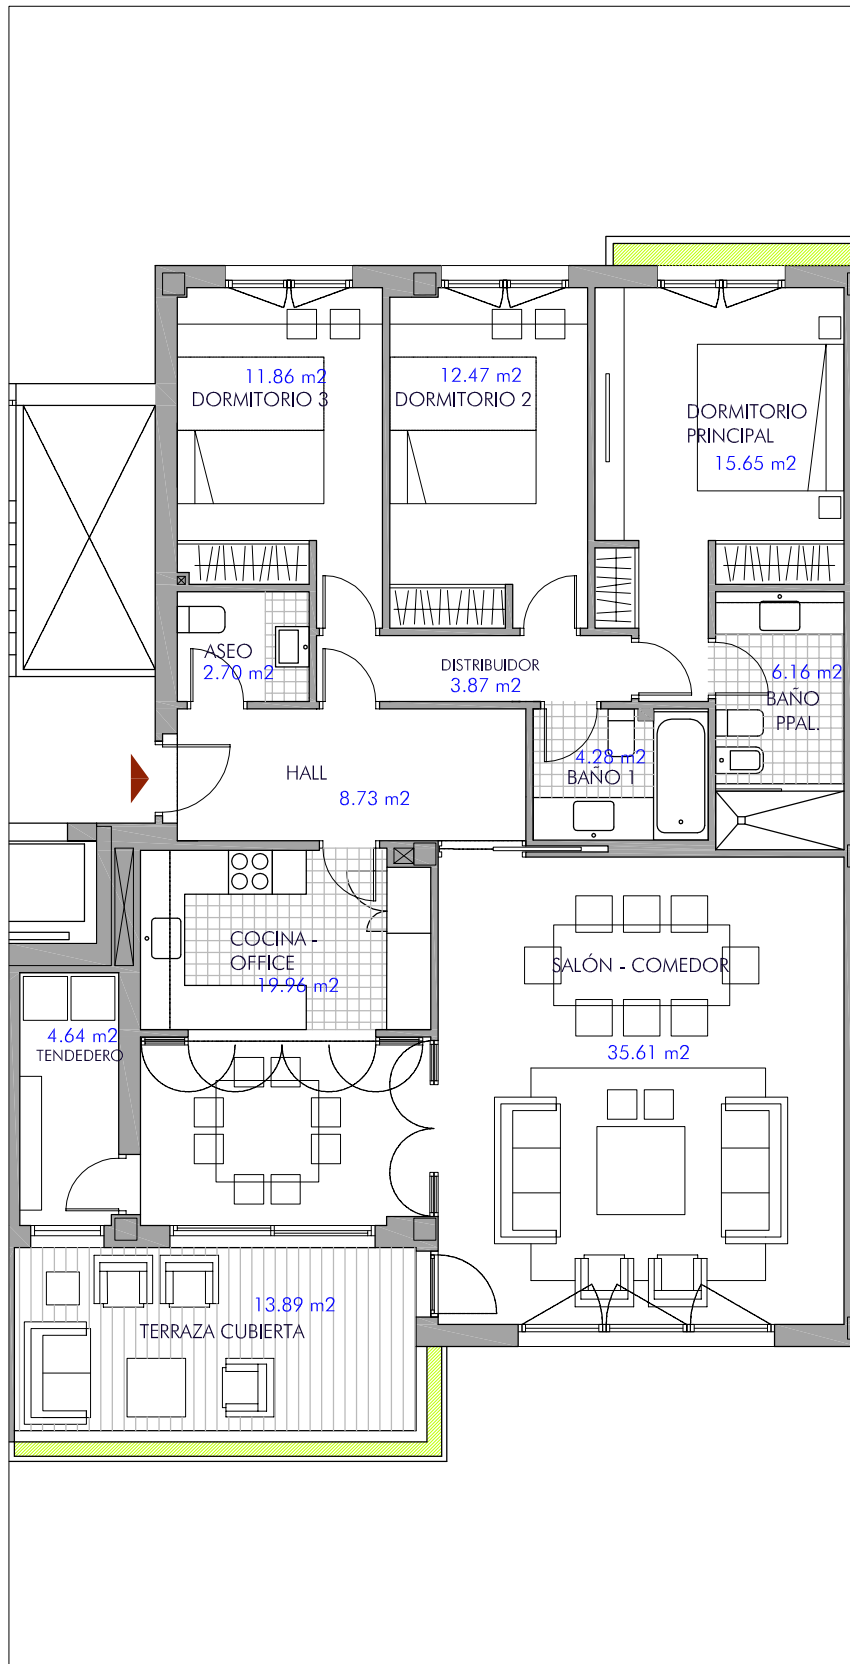 11.86 m2
DORMITORIO 3
12.47 m2
DORMITORIO 2
DORMITORIO
PRINCIPAL
15.65 m2
ASEO
2.70 m2
DISTRIBUIDOR
3.87 m2
6.16 m2
BAÑO
PPAL.
4.28 m2
BAÑO 1
HALL
8.73 m2
COCINA -
OFFICE
19.96 m2
SALÓN - COMEDOR
35.61 m2
4.64 m2
TENDEDERO
13.89 m2
TERRAZA CUBIERTA